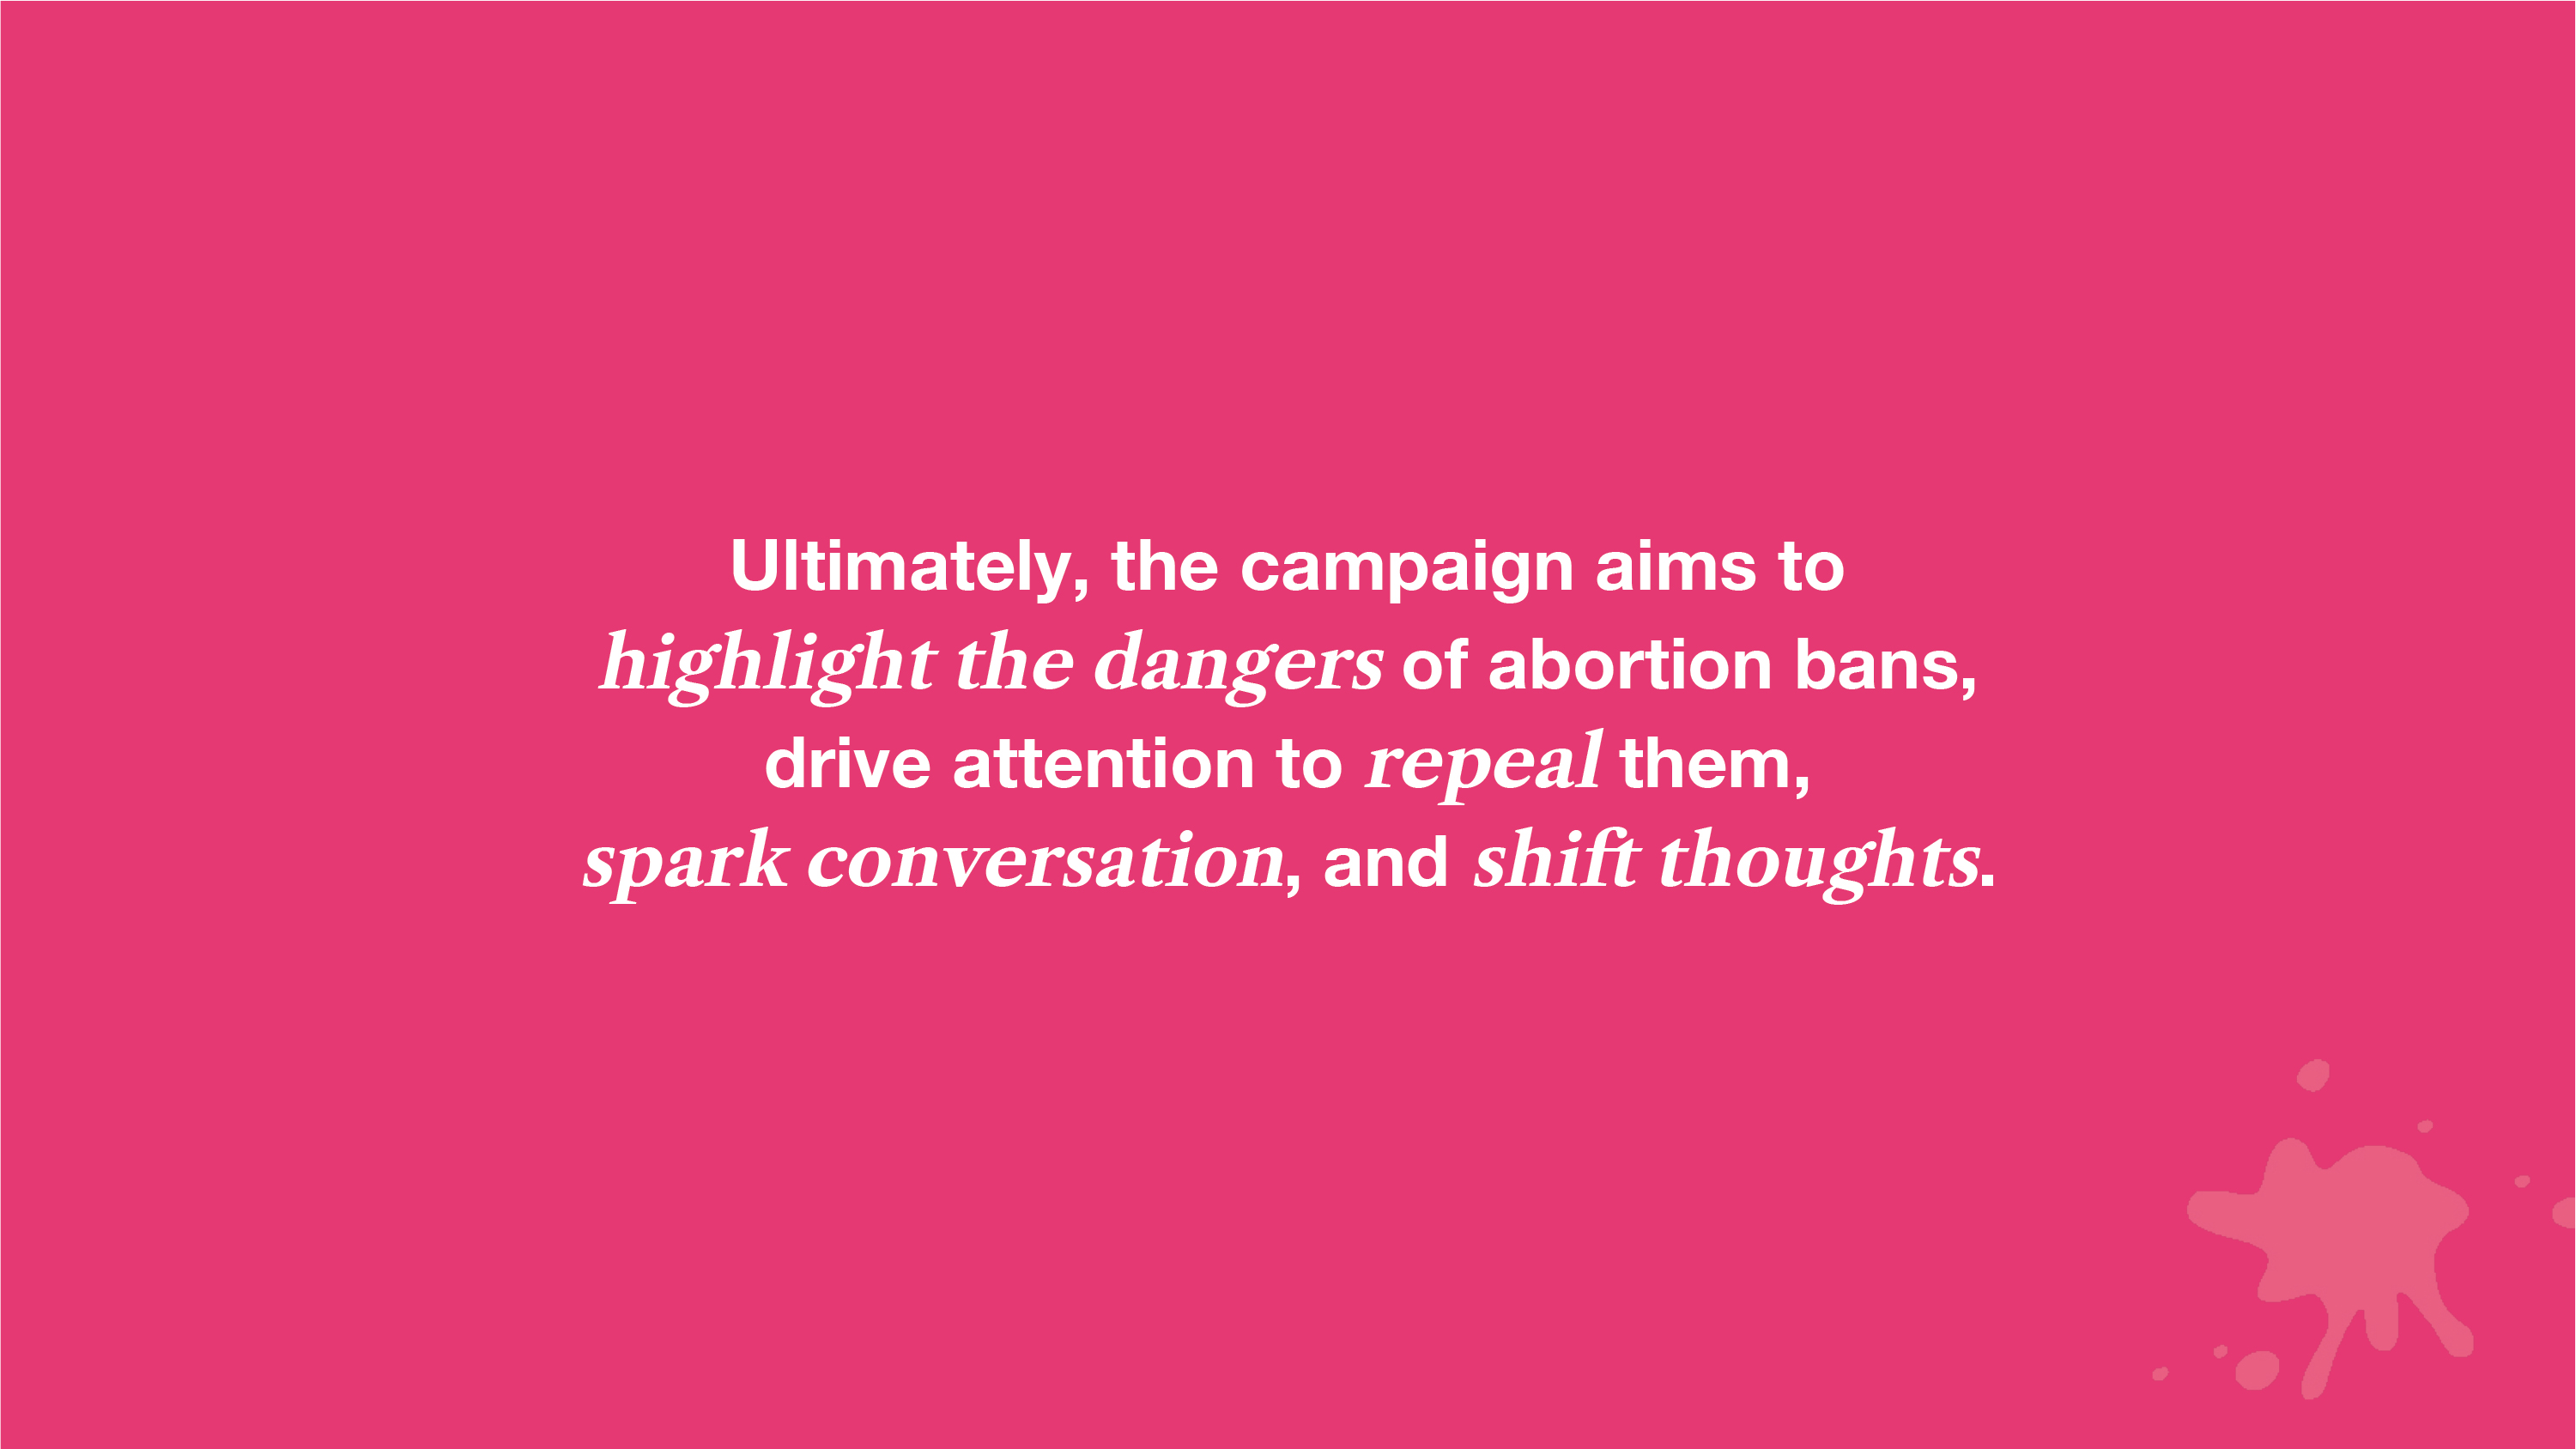 Ultimately, the campaign aims to
highlight the dangers of abortion bans,
drive attention to repeal them,
spark conversation, and shift thoughts.